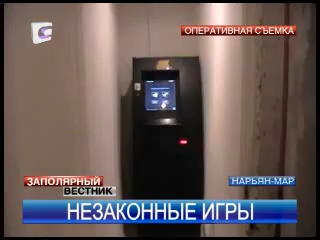 ОПЕРАТИВНАЯ СЪЕМКА
ЗАПОЛЯРНЫЙ
ВЕСТНИК
НАРЬЯН-МАР
НЕЗАКОННЫЕ ИГРЫ